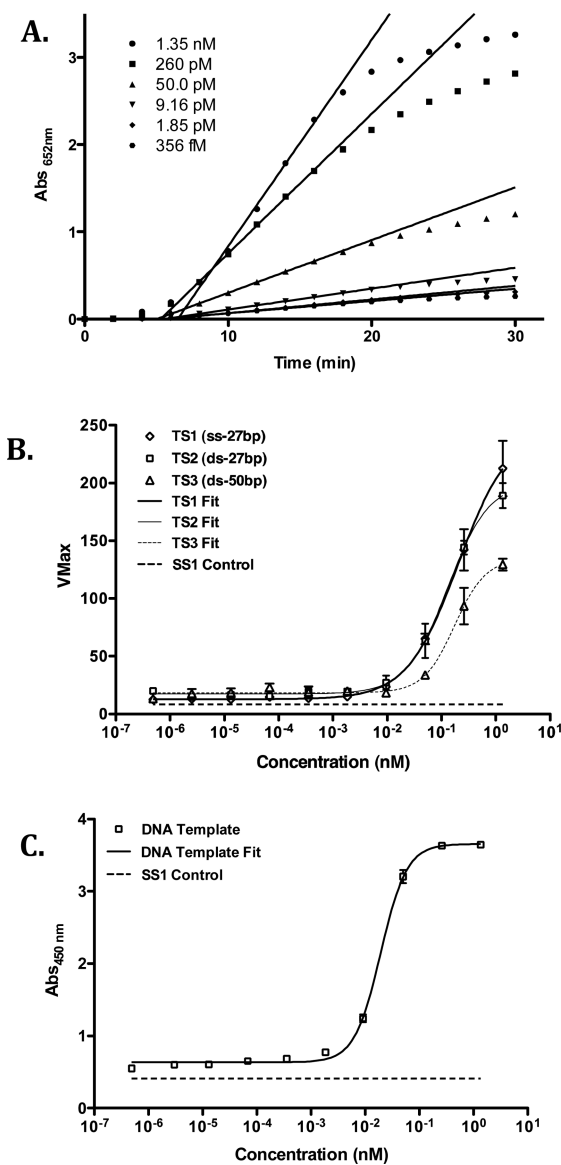 A.
1.35 nM
260 pM
50.0 pM
9.16 pM
1.85 pM
356 fM
Abs 652nm
3
2
1
0
0 10 20 30
Time (min)
B.
TS1 (ss-27bp)
TS2 (ds-27bp)
TS3 (ds-50bp)
TS1 Fit
TS2 Fit
TS3 Fit
SS1 Control
VMax
250
200
150
100
50
0
10-7 10-6 10-5 10-4 10-3 10-2 10-1 100 101
Concentration (nM)
C.
DNA Template
DNA Template Fit
SS1 Control
Abs450 nm
4
3
2
1
0
10-7 10-6 10-5 10-4 10-3 10-2 10-1 100 101
Concentration (nM)